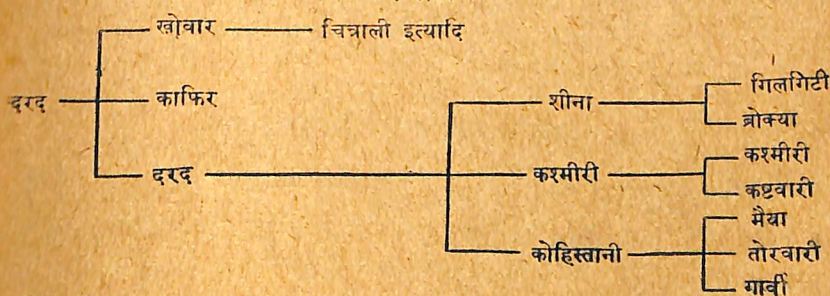 खोवार चित्राली इत्यादि
गिलगिटी
दरद काफिर शीना
ब्रोक्या
कश्मीरी
दरद कश्मीरी
कष्टवारी
मैया
कोहिस्तानी तोरवारी
गार्वी